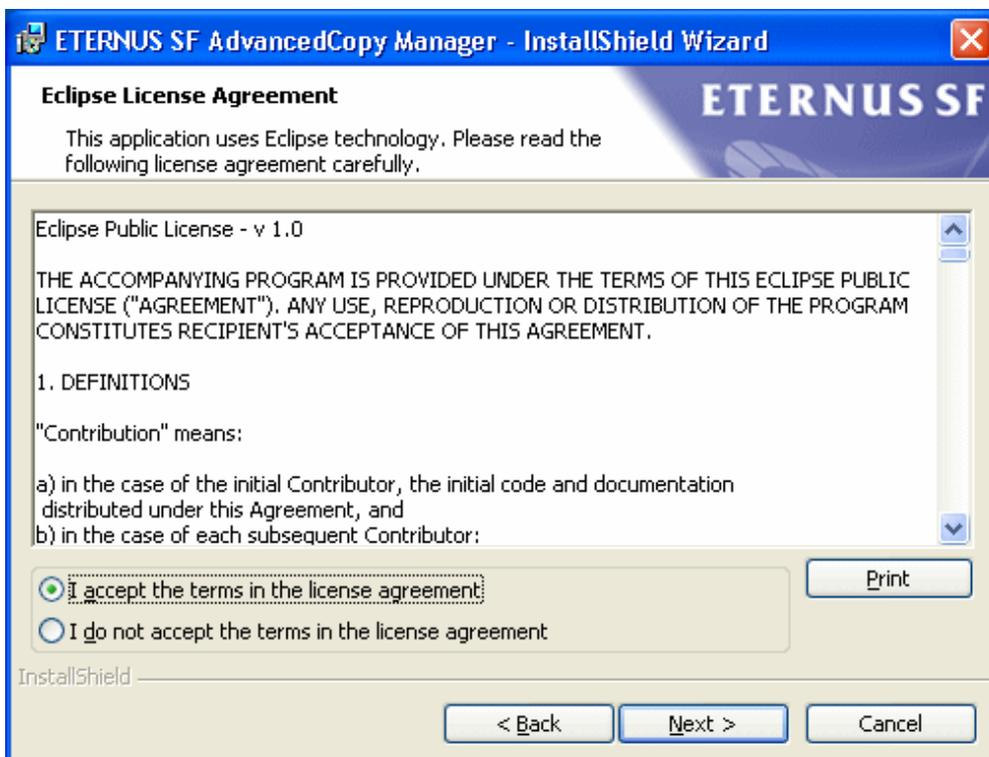 ETERNUS SF AdvancedCopy Manager - InstallShield Wizard
Eclipse License Agreement
ETERNUS SF
This application uses Eclipse technology. Please read the
following license agreement carefully.
Eclipse Public License - v 1.0
THE ACCOMPANYING PROGRAM IS PROVIDED UNDER THE TERMS OF THIS ECLIPSE PUBLIC
LICENSE ("AGREEMENT"). ANY USE, REPRODUCTION OR DISTRIBUTION OF THE PROGRAM
CONSTITUTES RECIPIENT'S ACCEPTANCE OF THIS AGREEMENT.
1. DEFINITIONS
"Contribution" means:
a) in the case of the initial Contributor, the initial code and documentation
distributed under this Agreement, and
b) in the case of each subsequent Contributor:
I accept the terms in the license agreement
Print
I do not accept the terms in the license agreement
InstallShield
< Back
Next >
Cancel